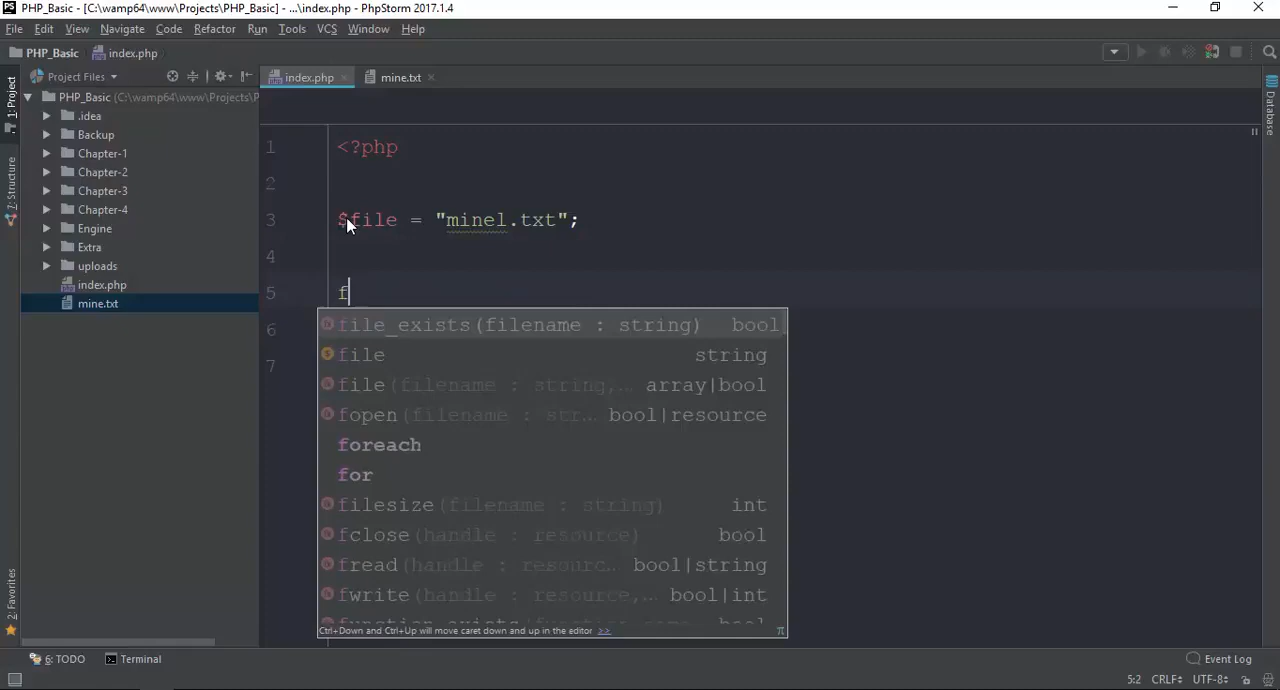 PHP_Basic - [C:\wamp64\www\Projects\PHP_Basic] - ...\index.php - PhpStorm 2017.1.4
File Edit View Navigate Code Refactor Run Tools VCS Window Help
PHP_Basic index.php
Project Files
index.php
mine.txt
1: Project
7: Structure
2: Favorites
Database
PHP_Basic (C:\wamp64\www\Projects\P
.idea
Backup
Chapter-1
Chapter-2
Chapter-3
Chapter-4
Engine
Extra
uploads
index.php
mine.txt
1 <?php
2
3 $file = "minel.txt";
4
5 f
6
7
file_exists(filename : string) bool
file string
file(filename : string,... array|bool
fopen(filename : str... bool|resource
foreach
for
filesize(filename : string) int
fclose(handle : resource) bool
fread(handle : resourc... bool|string
fwrite(handle : resource,... bool|int
Ctrl+Down and Ctrl+Up will move caret down and up in the editor >> π
6: TODO Terminal Event Log
5:2 CRLF UTF-8